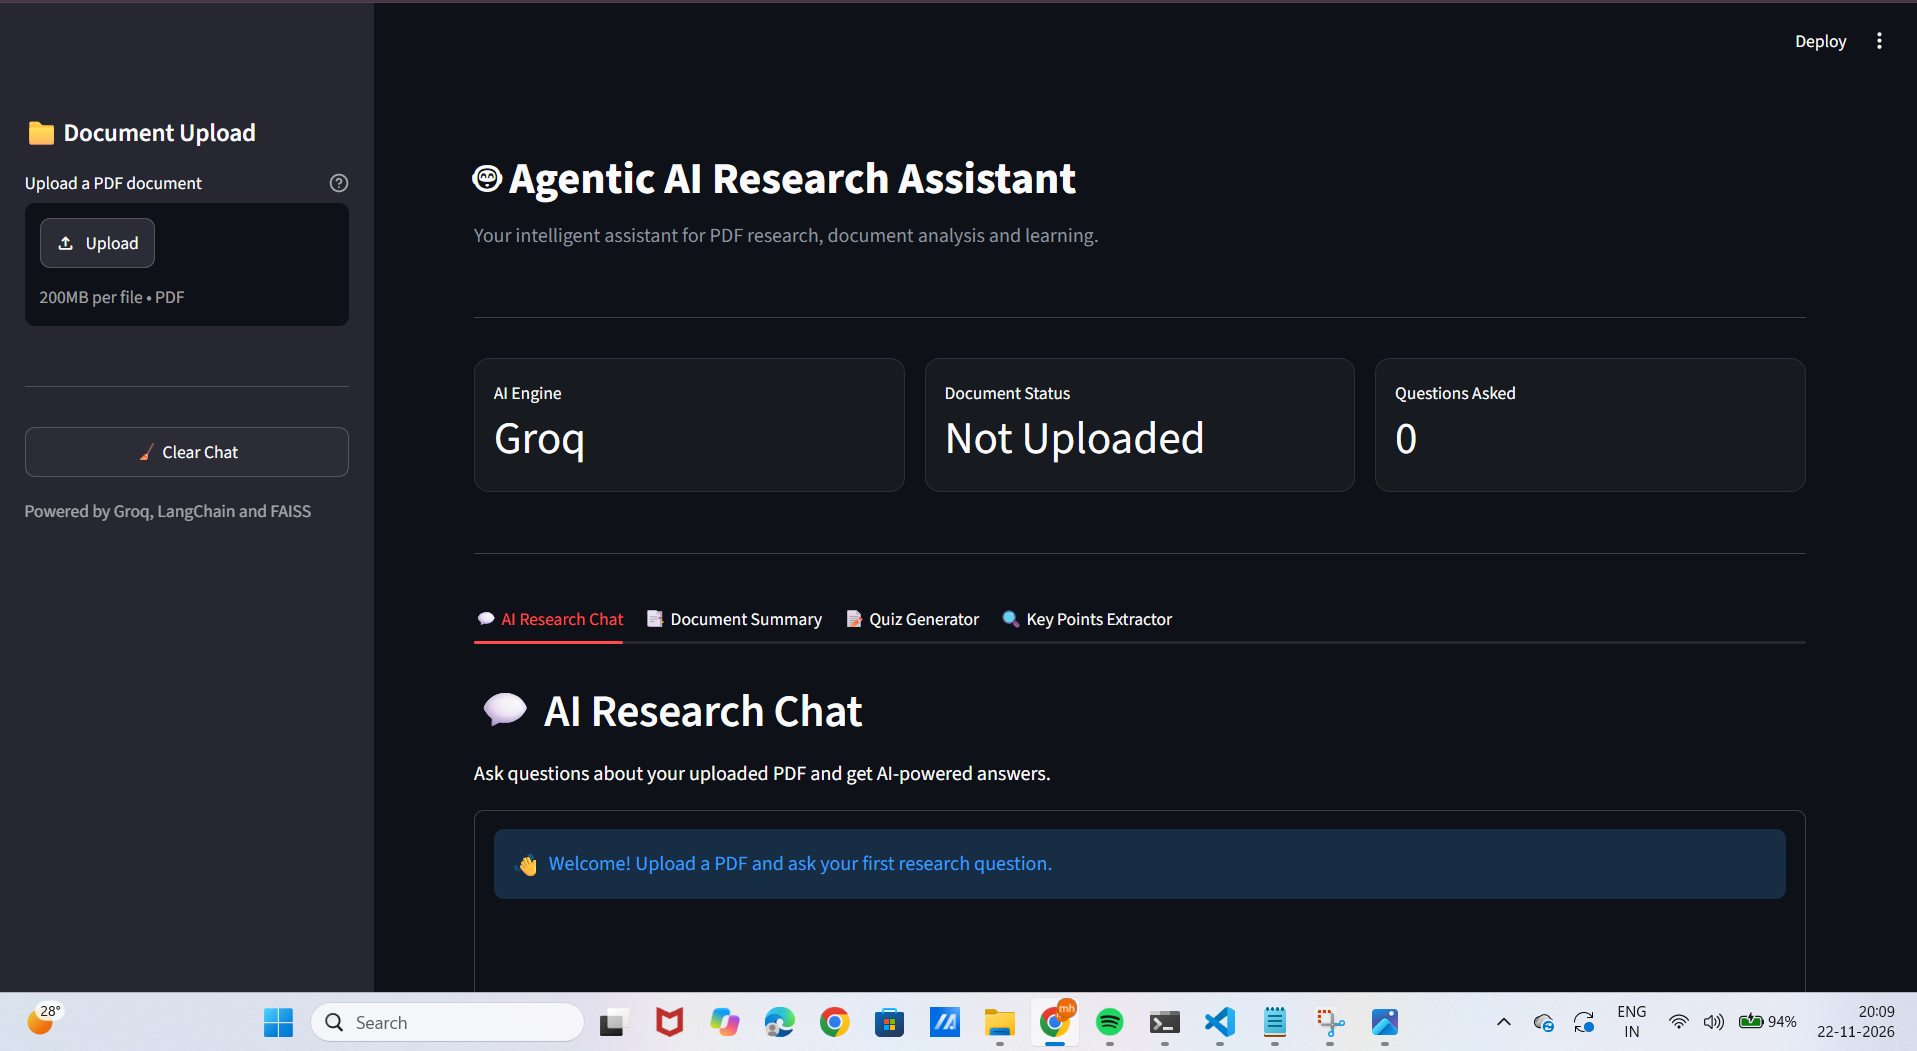 Deploy
Document Upload
Upload a PDF document
Upload
200MB per file • PDF
Clear Chat
Powered by Groq, LangChain and FAISS
Agentic AI Research Assistant
Your intelligent assistant for PDF research, document analysis and learning.
AI Engine
Groq
Document Status
Not Uploaded
Questions Asked
0
AI Research Chat
Document Summary
Quiz Generator
Key Points Extractor
AI Research Chat
Ask questions about your uploaded PDF and get AI-powered answers.
Welcome! Upload a PDF and ask your first research question.
28°
Search
mh
ENG
IN
94%
20:09
22-11-2026